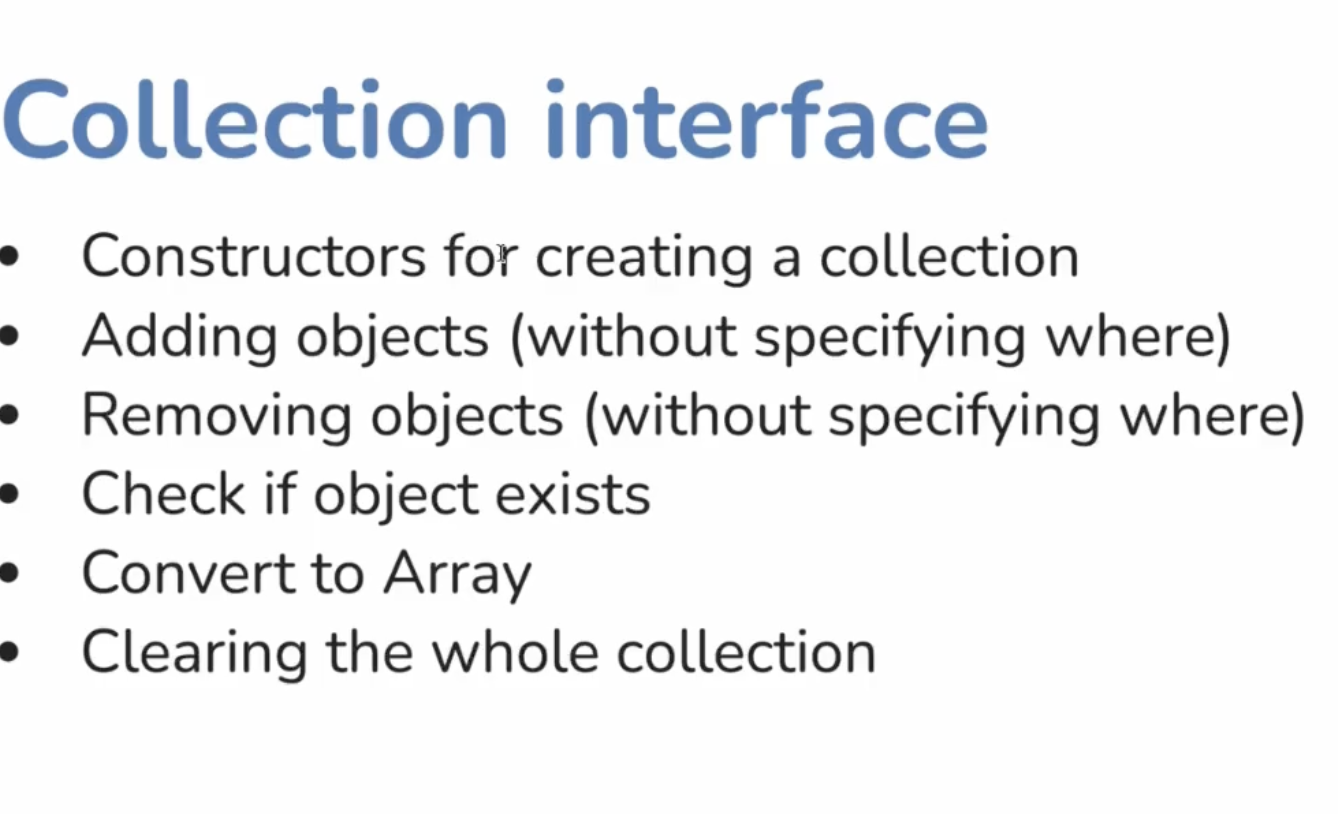 Collection interface
• Constructors for creating a collection
• Adding objects (without specifying where)
• Removing objects (without specifying where)
• Check if object exists
• Convert to Array
• Clearing the whole collection